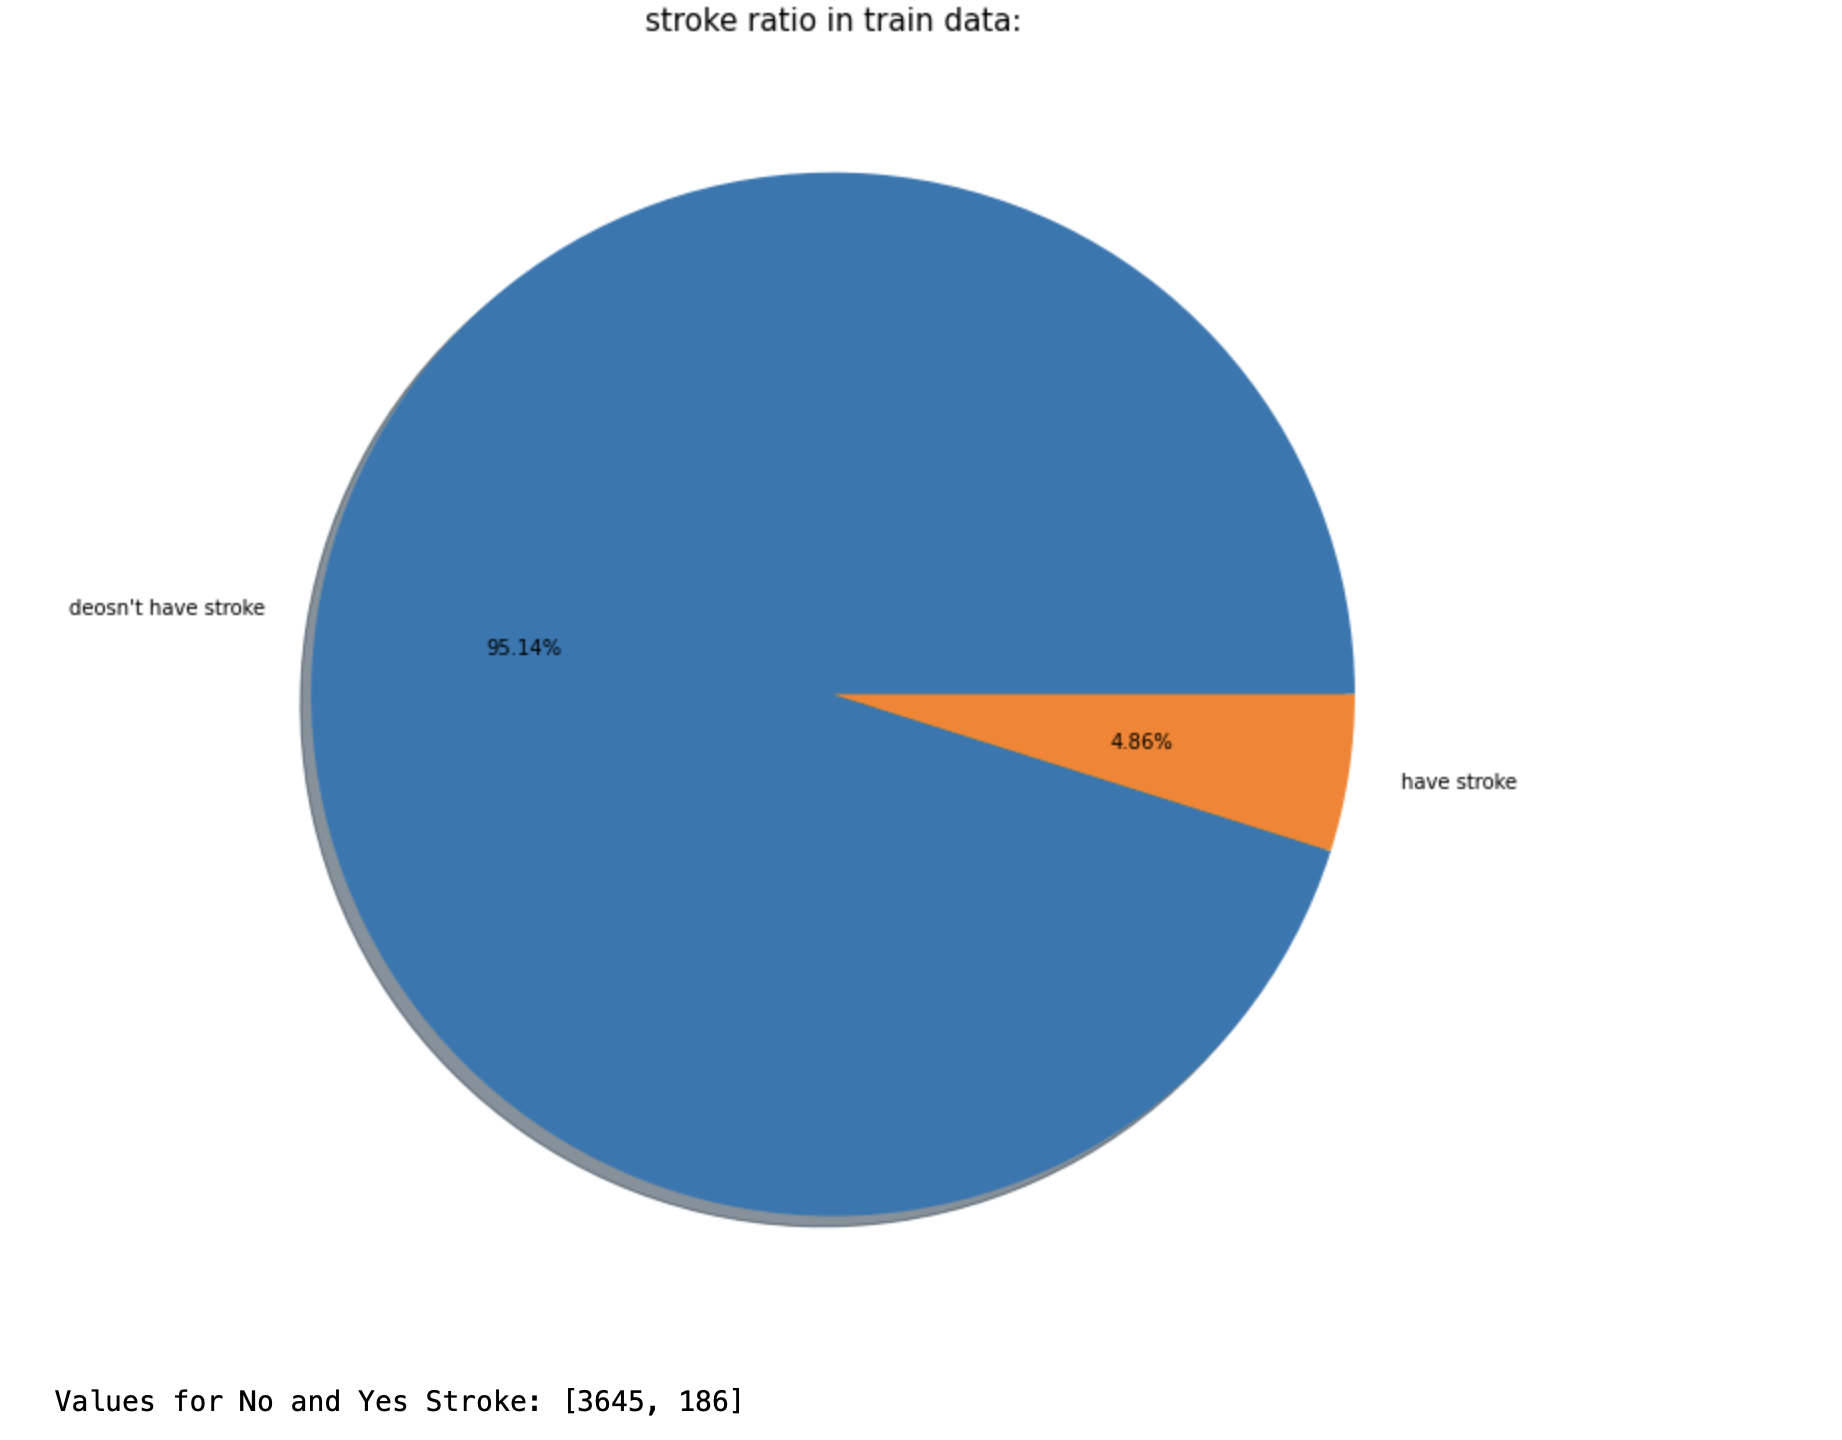 stroke ratio in train data:
deosn't have stroke
95.14%
4.86%
have stroke
Values for No and Yes Stroke: [3645, 186]